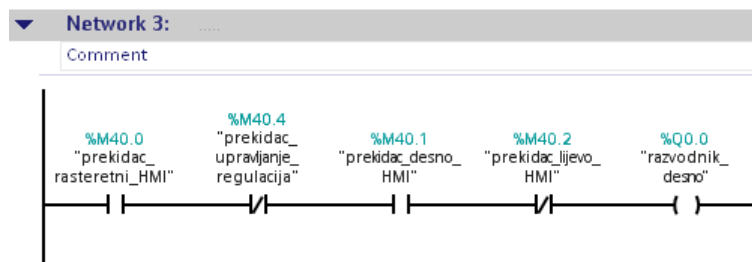 Network 3: .....
Comment
%M40.0
"prekidac_
rasteretni_HMI"
%M40.4
"prekidac_
upravljanje_
regulacija"
%M40.1
"prekidac_desno_
HMI"
%M40.2
"prekidac_lijevo_
HMI"
%Q0.0
"razvodnik_
desno"